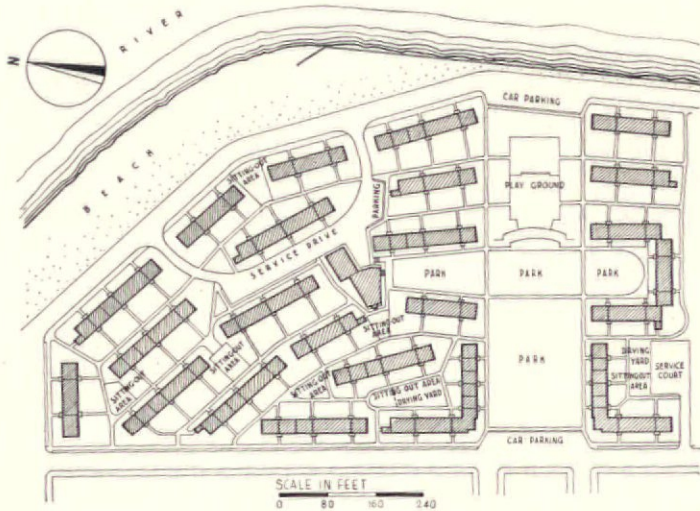 N
RIVER
BEACH
CAR PARKING
SITTING-OUT
AREA
PLAY GROUND
PARKING
SERVICE DRIVE
PARK
PARK
PARK
SITTING-OUT
AREA
SITTING-OUT
AREA
SITTING-OUT
AREA
SITTING-OUT
AREA
PARK
SITTING OUT AREA
DRYING YARD
DRYING
YARD
SITTING OUT
AREA
SERVICE
COURT
CAR PARKING
SCALE IN FEET
0 80 160 240